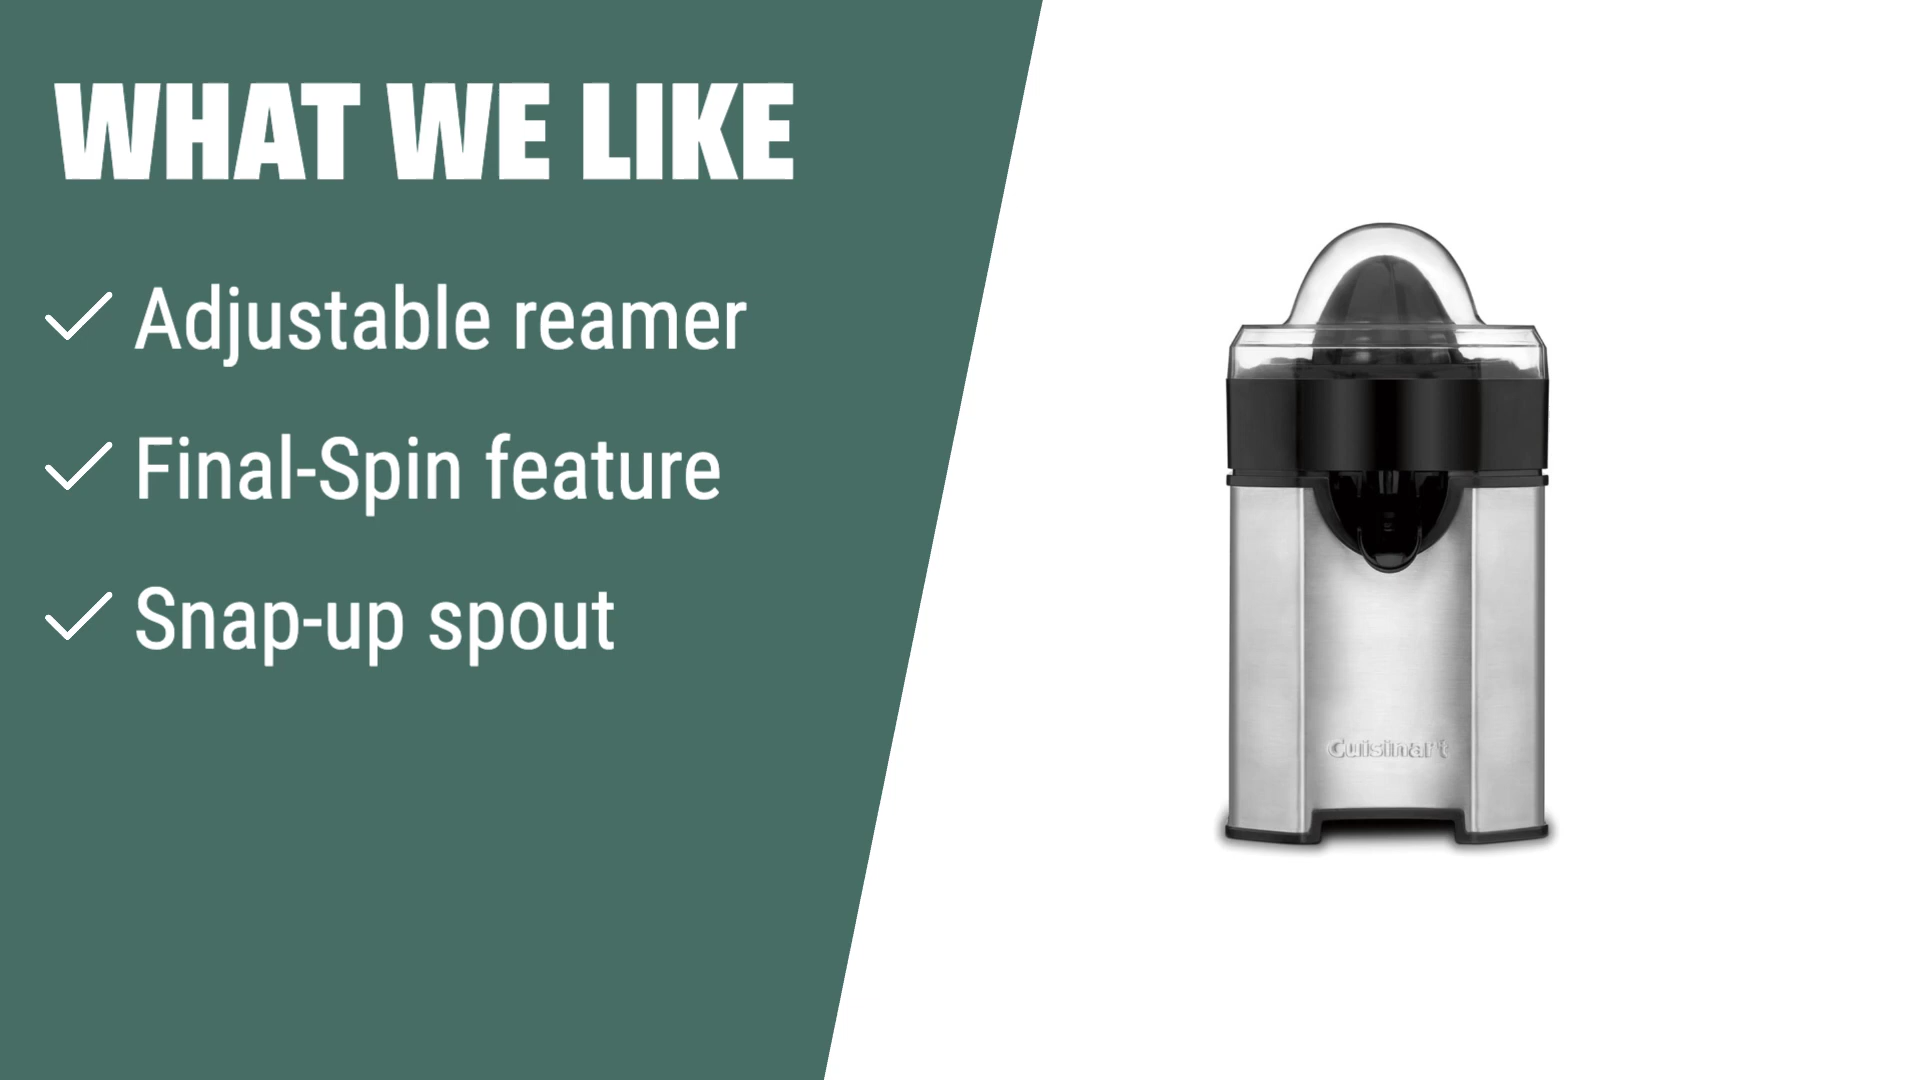 WHAT WE LIKE
Adjustable reamer
Final-Spin feature
Snap-up spout
Cuisinart